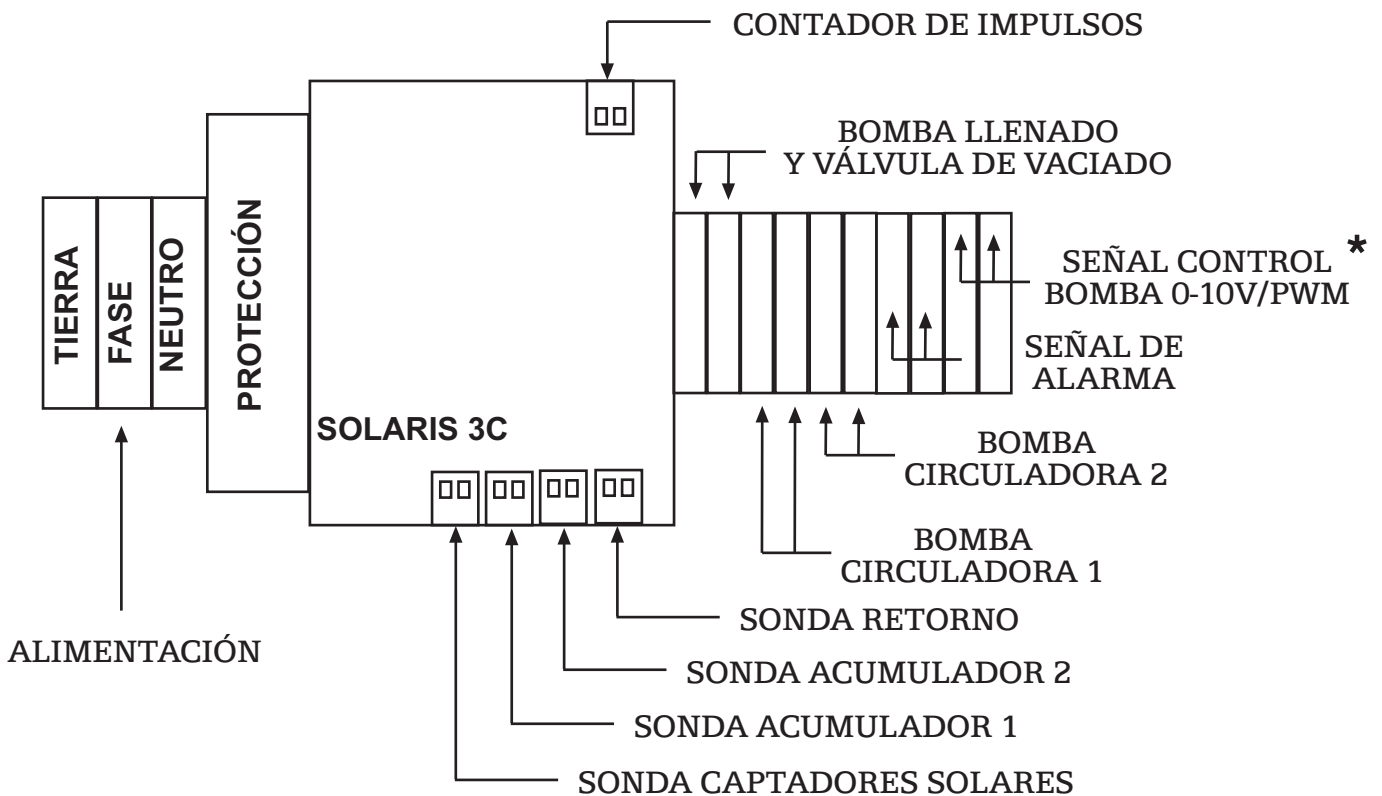 CONTADOR DE IMPULSOS
BOMBA LLENADO
Y VÁLVULA DE VACIADO
TIERRA
FASE
NEUTRO
PROTECCIÓN
SEÑAL CONTROL *
BOMBA 0-10V/PWM
SEÑAL DE
ALARMA
SOLARIS 3C
BOMBA
CIRCULADORA 2
BOMBA
CIRCULADORA 1
SONDA RETORNO
ALIMENTACIÓN
SONDA ACUMULADOR 2
SONDA ACUMULADOR 1
SONDA CAPTADORES SOLARES